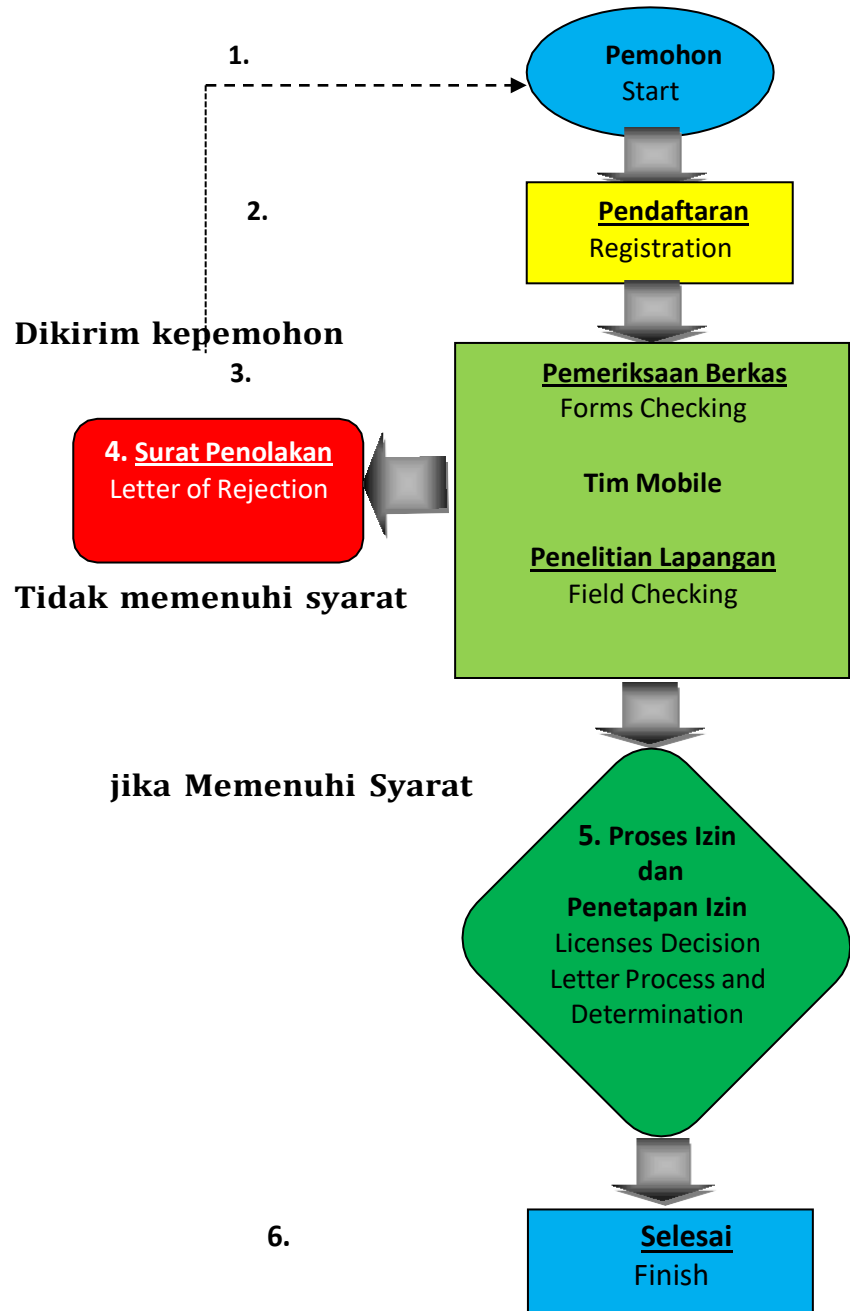 1.
Pemohon
Start
2.
Pendaftaran
Registration
Dikirim kepemohon
3.
Pemeriksaan Berkas
Forms Checking
4. Surat Penolakan
Letter of Rejection
Tim Mobile
Penelitian Lapangan
Field Checking
Tidak memenuhi syarat
jika Memenuhi Syarat
5. Proses Izin
dan
Penetapan Izin
Licenses Decision
Letter Process and
Determination
6.
Selesai
Finish